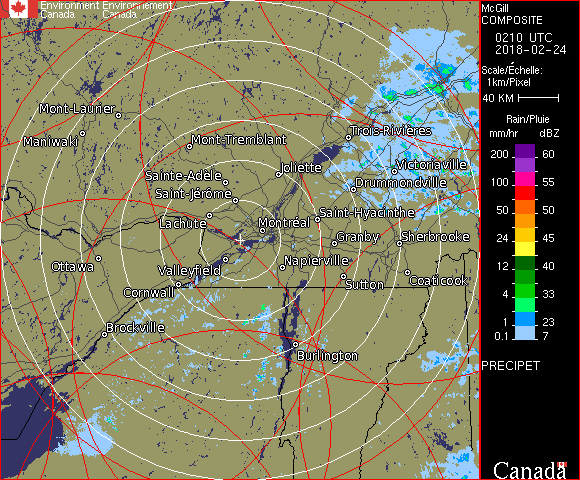 Environment Environnement
Canada Canada
McGill
COMPOSITE
0210 UTC
2018-02-24
Scale/Échelle:
1km/Pixel
40 KM
Rain/Pluie
mm/hr dBZ
200 60
100 55
50 50
24 45
12 40
4 33
1 23
0.1 7
PRECIPET
Canada
Mont-Laurier
Maniwaki
Mont-Tremblant
Trois-Rivières
Sainte-Adèle
Joliette
Victoriaville
Saint-Jérôme
Drummondville
Lachute
Montréal
Saint-Hyacinthe
Granby
Sherbrooke
Ottawa
Valleyfield
Napierville
Cornwall
Sutton
Coaticook
Brockville
Burlington